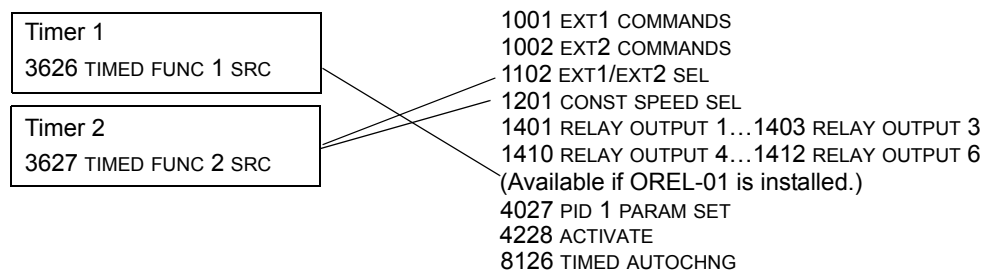 Timer 1
3626 TIMED FUNC 1 SRC
Timer 2
3627 TIMED FUNC 2 SRC
1001 EXT1 COMMANDS
1002 EXT2 COMMANDS
1102 EXT1/EXT2 SEL
1201 CONST SPEED SEL
1401 RELAY OUTPUT 1…1403 RELAY OUTPUT 3
1410 RELAY OUTPUT 4…1412 RELAY OUTPUT 6
(Available if OREL-01 is installed.)
4027 PID 1 PARAM SET
4228 ACTIVATE
8126 TIMED AUTOCHNG